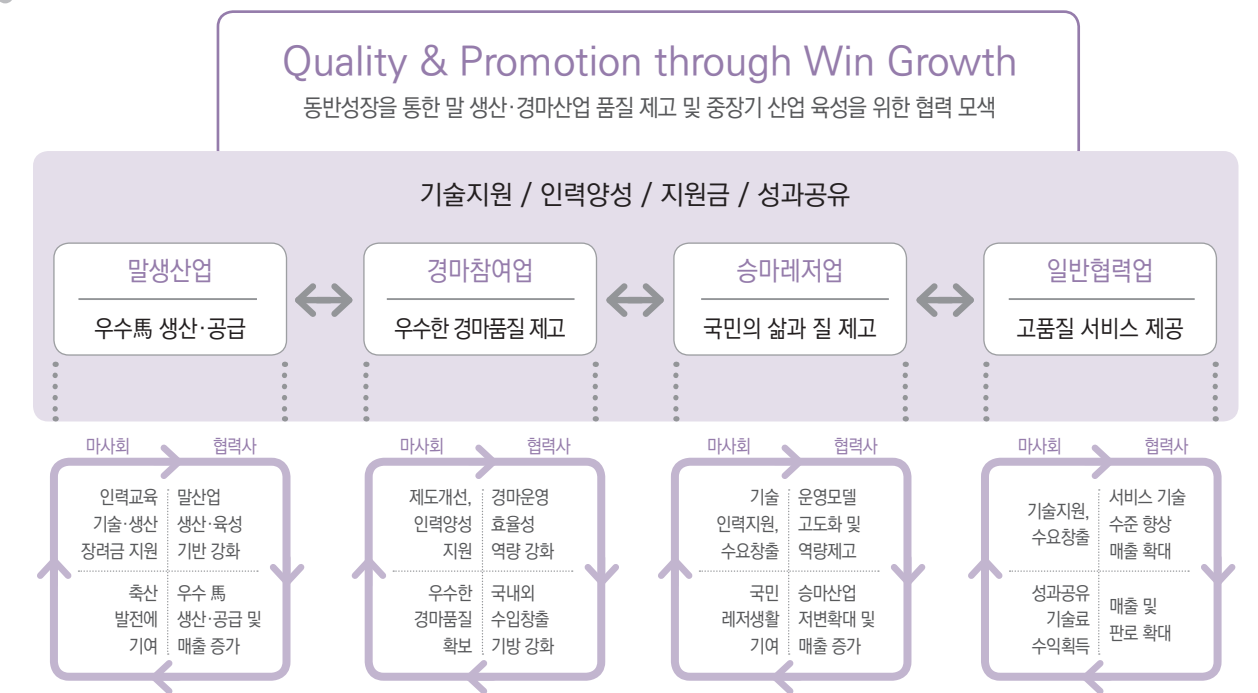 Quality & Promotion through Win Growth
동반성장을 통한 말 생산·경마산업 품질 제고 및 중장기 산업 육성을 위한 협력 모색
기술지원 / 인력양성 / 지원금 / 성과공유
말생산업
우수馬 생산·공급
경마참여업
우수한 경마품질 제고
승마레저업
국민의 삶과 질 제고
일반협력업
고품질 서비스 제공
마사회
협력사
인력교육
기술·생산
장려금 지원
말산업
생산·육성
기반 강화
축산
발전에
기여
우수 馬
생산·공급 및
매출 증가
마사회
협력사
제도개선,
인력양성
지원
경마운영
효율성
역량 강화
우수한
경마품질
확보
국내외
수입창출
기방 강화
마사회
협력사
기술
인력지원,
수요창출
운영모델
고도화 및
역량제고
국민
레저생활
기여
승마산업
저변확대 및
매출 증가
마사회
협력사
기술지원,
수요창출
서비스 기술
수준 향상
매출 확대
성과공유
기술료
수익획득
매출 및
판로 확대